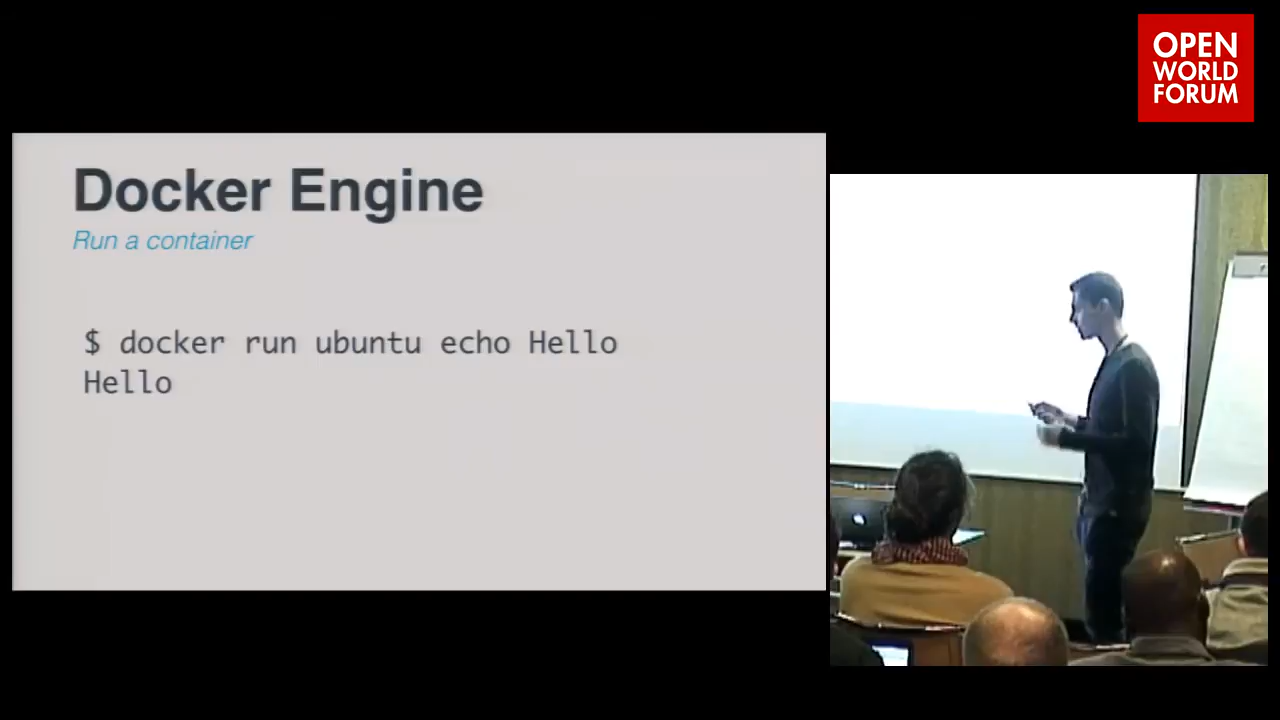 OPEN
WORLD
FORUM
Docker Engine
Run a container
$ docker run ubuntu echo Hello
Hello